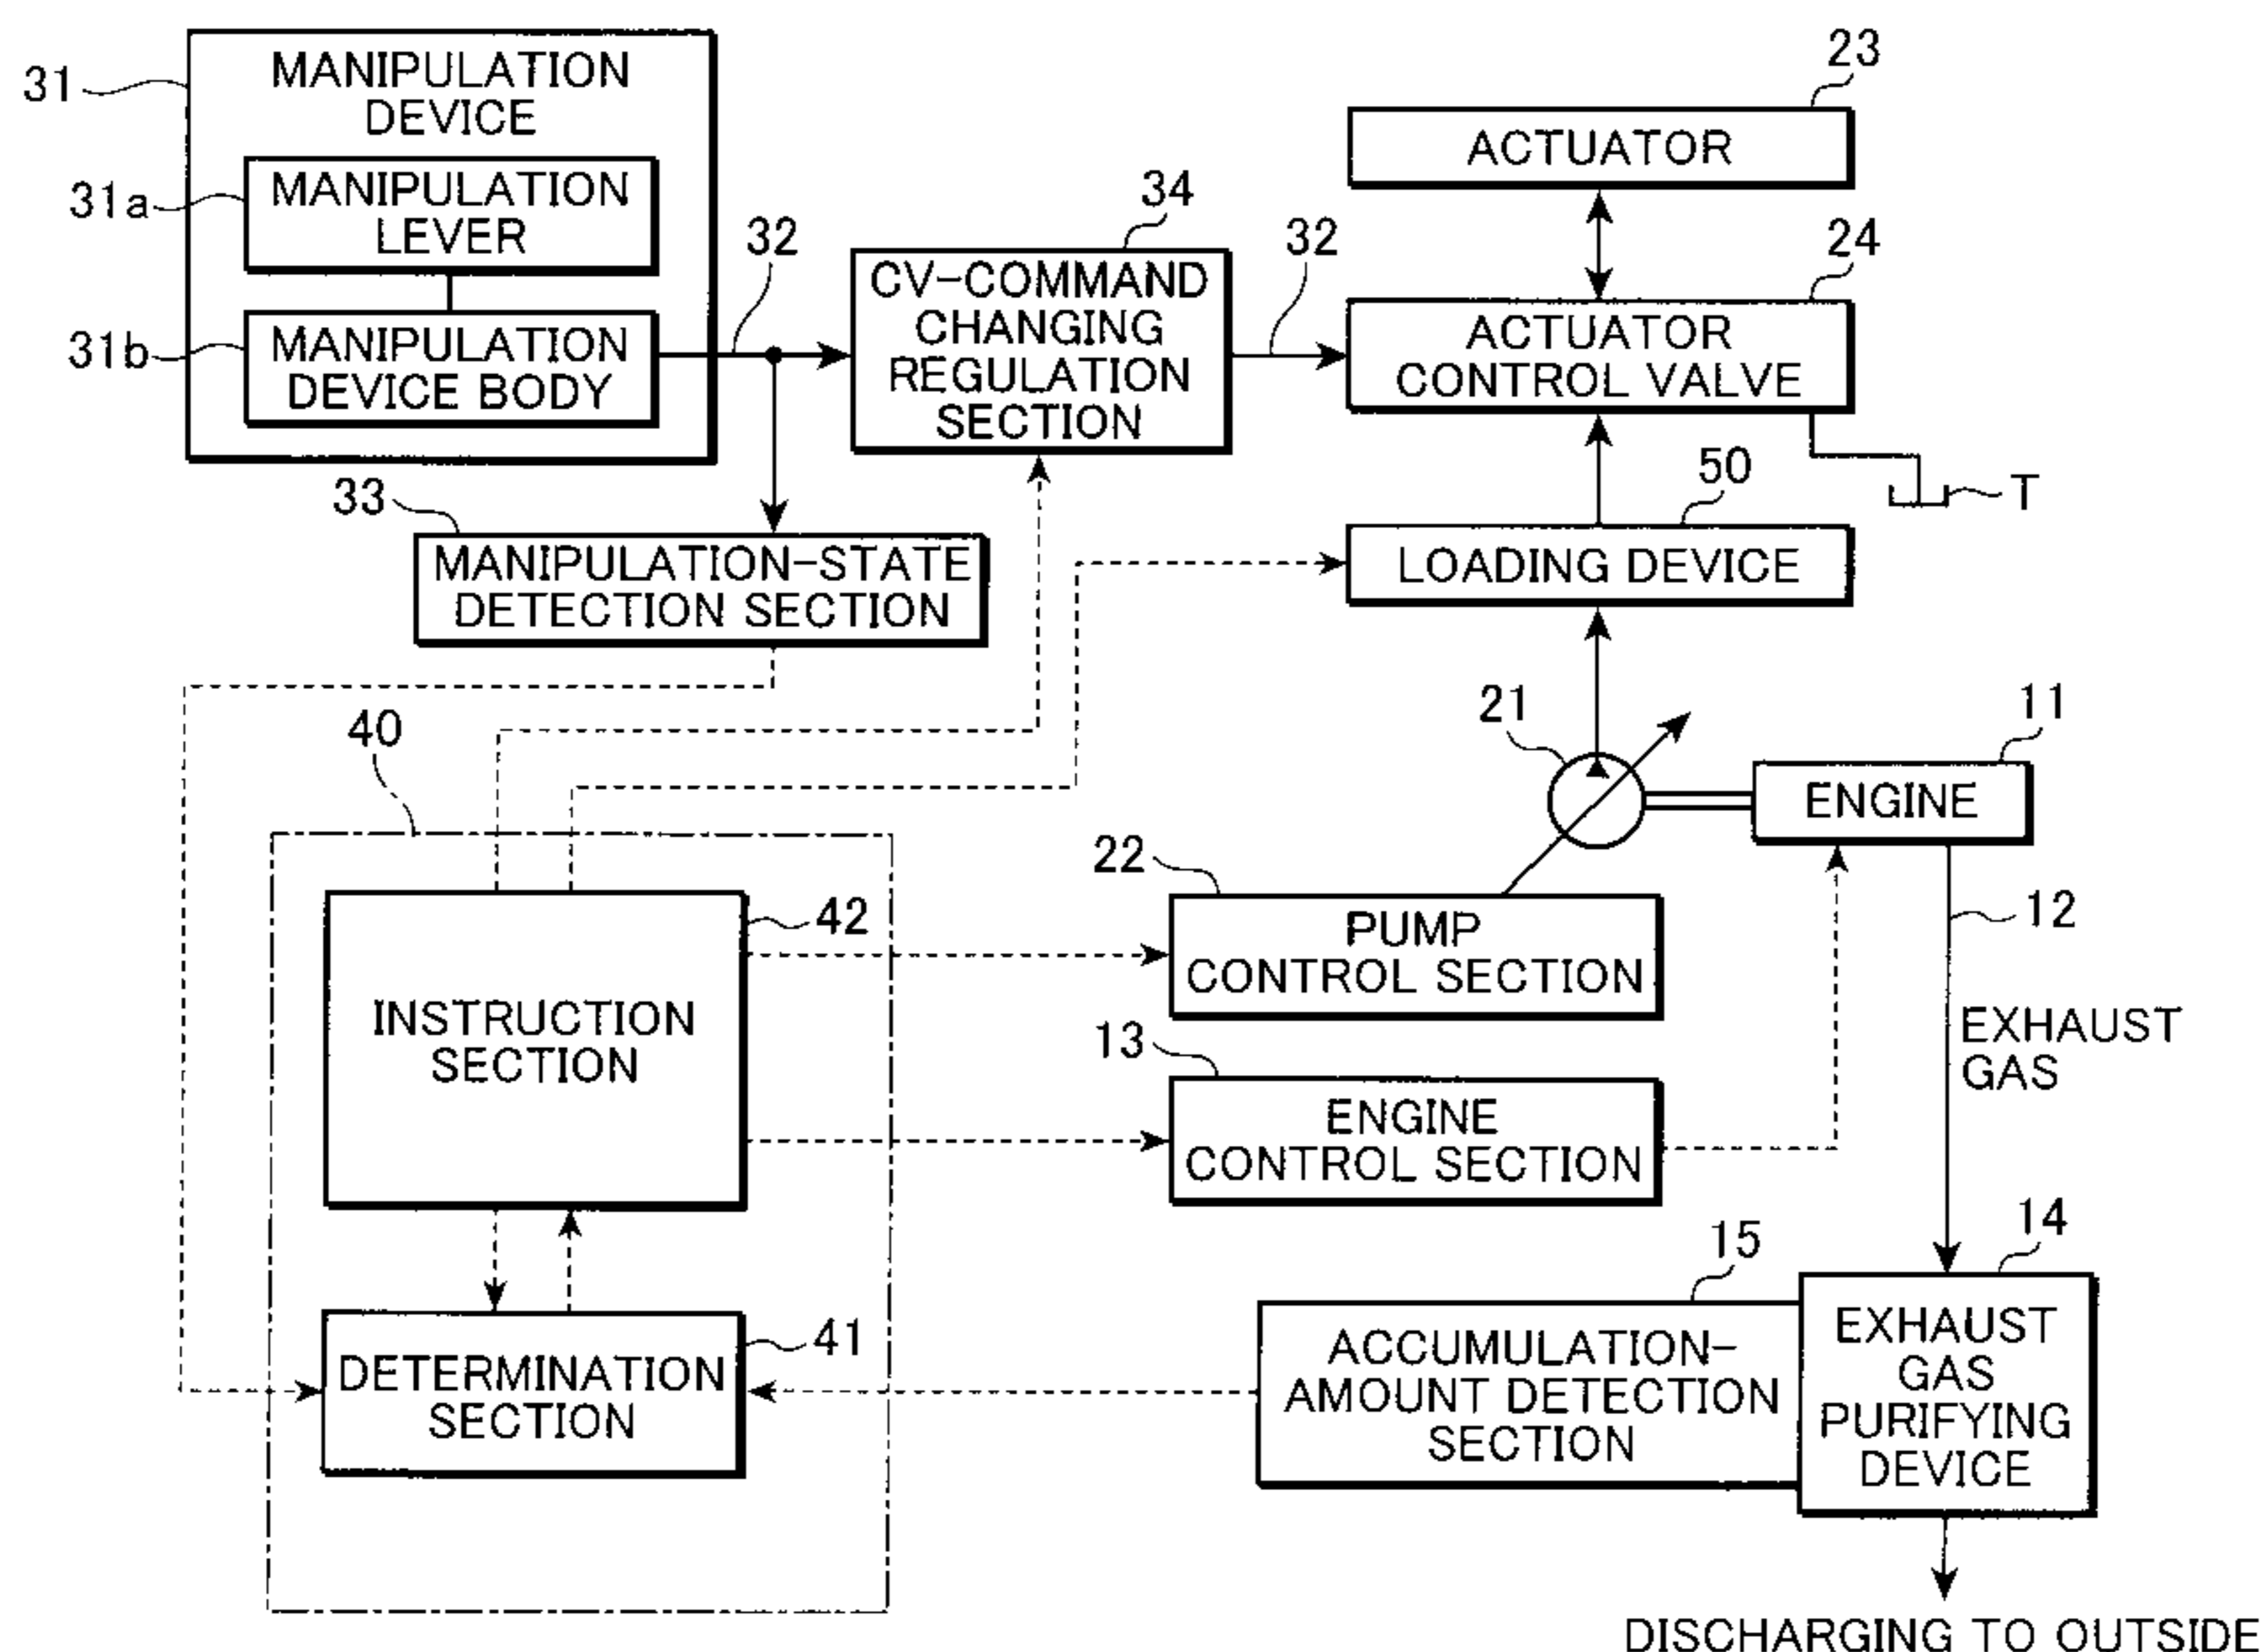 31
MANIPULATION
DEVICE
31a
MANIPULATION
LEVER
31b
MANIPULATION
DEVICE BODY
32
34
CV-COMMAND
CHANGING
REGULATION
SECTION
32
23
ACTUATOR
24
ACTUATOR
CONTROL VALVE
T
33
MANIPULATION-STATE
DETECTION SECTION
50
LOADING DEVICE
40
21
11
ENGINE
42
INSTRUCTION
SECTION
22
PUMP
CONTROL SECTION
12
EXHAUST
GAS
13
ENGINE
CONTROL SECTION
41
DETERMINATION
SECTION
15
ACCUMULATION-
AMOUNT DETECTION
SECTION
14
EXHAUST
GAS
PURIFYING
DEVICE
DISCHARGING TO OUTSIDE